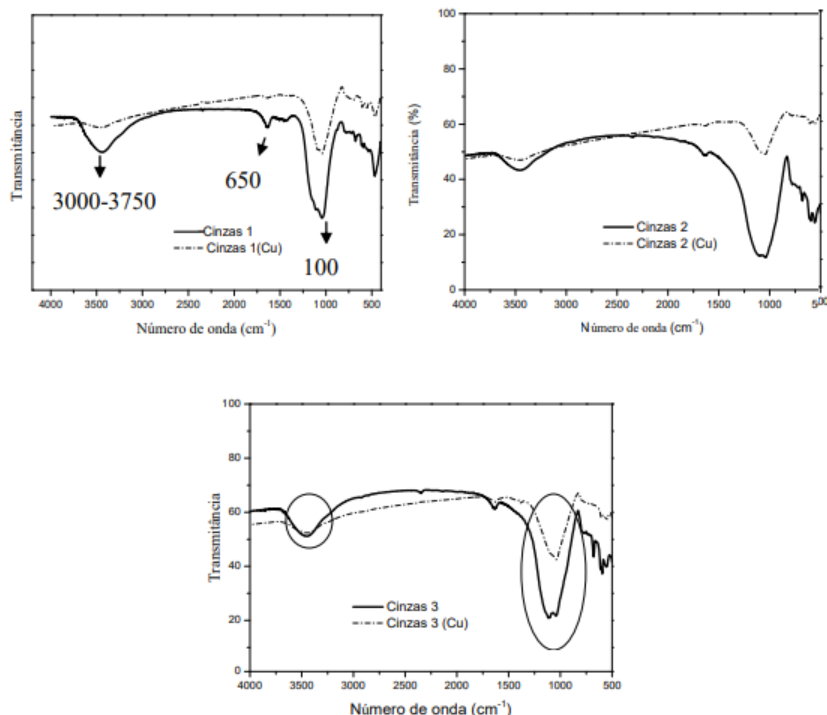 Transmitância
3000-3750
650
100
Cinzas 1
Cinzas 1(Cu)
4000 3500 3000 2500 2000 1500 1000 500
Número de onda (cm-1)
Transmitância (%)
100
80
60
40
20
0
Cinzas 2
Cinzas 2 (Cu)
4000 3500 3000 2500 2000 1500 1000 500
Número de onda (cm-1)
Transmitância
100
80
60
40
20
0
Cinzas 3
Cinzas 3 (Cu)
4000 3500 3000 2500 2000 1500 1000 500
Número de onda (cm-1)